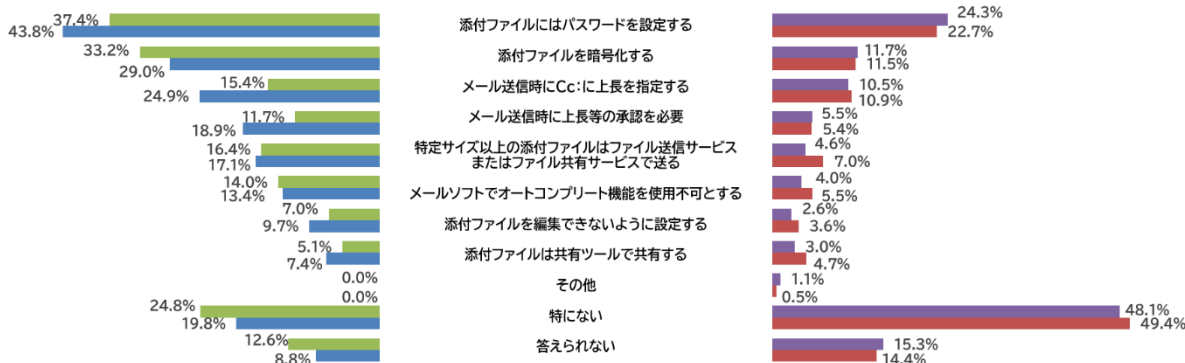 37.4% 添付ファイルにはパスワードを設定する 24.3%
43.8% 22.7%
33.2% 添付ファイルを暗号化する 11.7%
29.0% 11.5%
15.4% メール送信時にCc:に上長を指定する 10.5%
24.9% 10.9%
11.7% メール送信時に上長等の承認を必要 5.5%
18.9% 5.4%
16.4% 特定サイズ以上の添付ファイルはファイル送信サービス 4.6%
17.1% またはファイル共有サービスで送る 7.0%
14.0% メールソフトでオートコンプリート機能を使用不可とする 4.0%
13.4% 5.5%
7.0% 添付ファイルを編集できないように設定する 2.6%
9.7% 3.6%
5.1% 添付ファイルは共有ツールで共有する 3.0%
7.4% 4.7%
0.0% その他 1.1%
0.0% 0.5%
24.8% 特にない 48.1%
19.8% 49.4%
12.6% 答えられない 15.3%
8.8% 14.4%